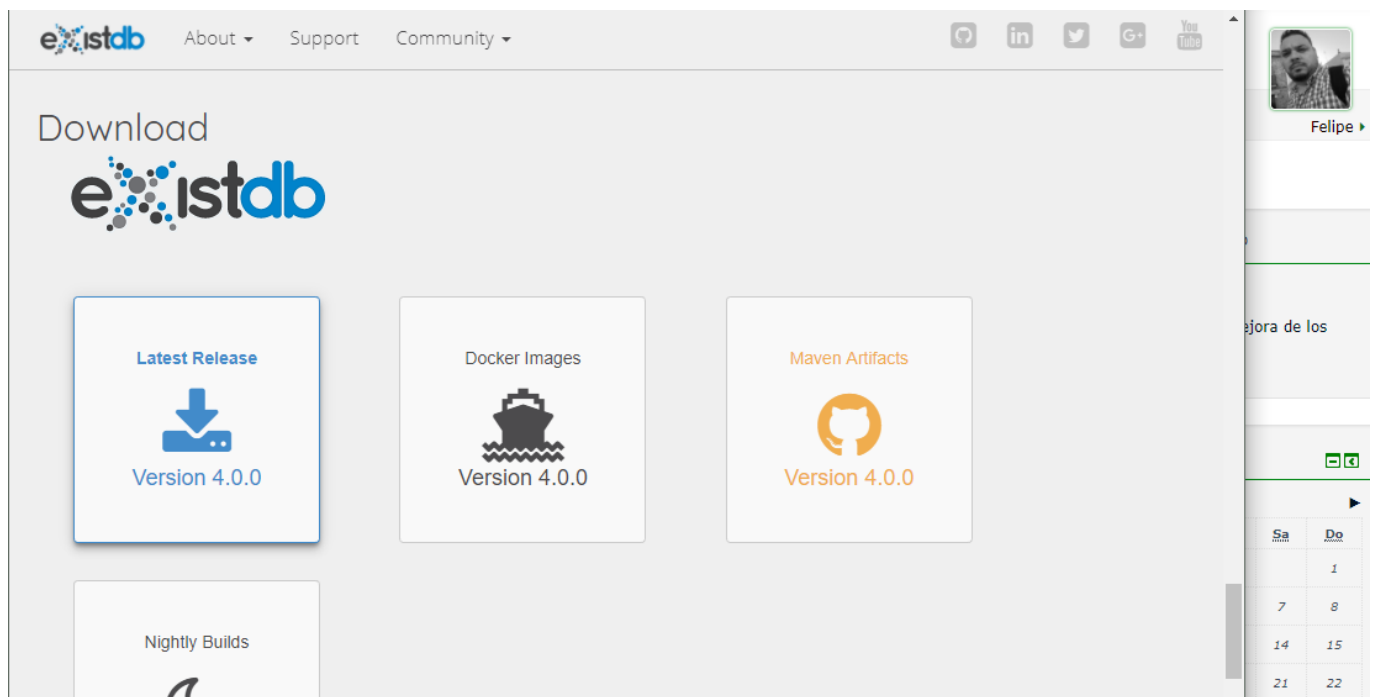 eXistdb About Support Community
You
Tube
Felipe
Download
eXistdb
ejora de los
Latest Release
Docker Images
Maven Artifacts
Version 4.0.0
Version 4.0.0
Version 4.0.0
Sa Do
1
7 8
14 15
21 22
Nightly Builds